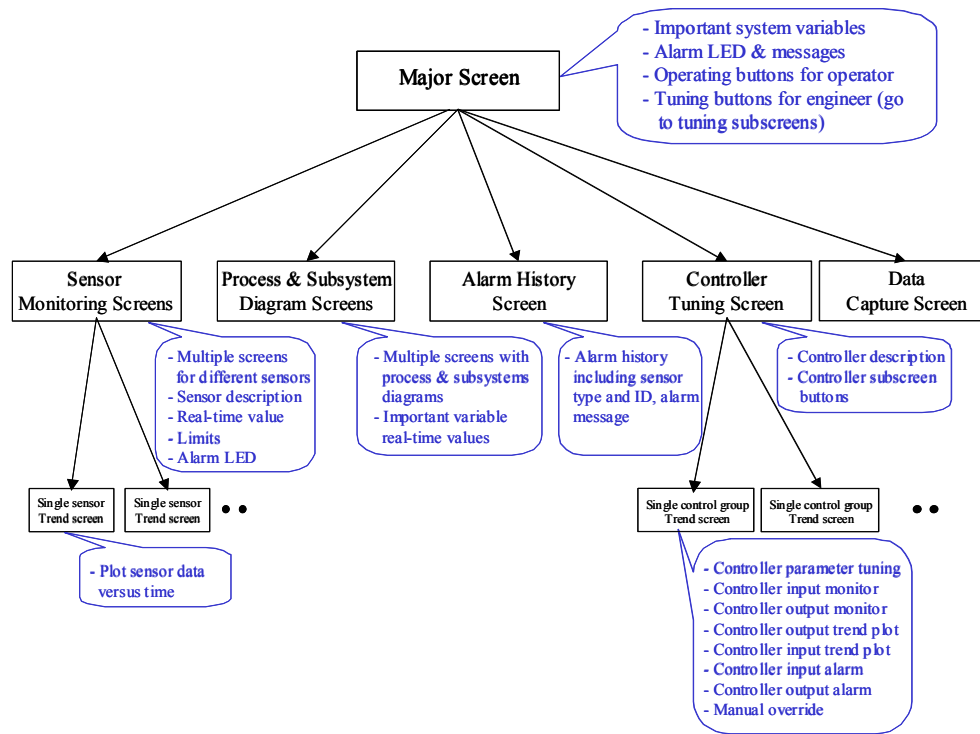 - Important system variables
- Alarm LED & messages
- Operating buttons for operator
- Tuning buttons for engineer (go
to tuning subscreens)
Major Screen
Sensor
Monitoring Screens
Process & Subsystem
Diagram Screens
Alarm History
Screen
Controller
Tuning Screen
Data
Capture Screen
- Multiple screens
for different sensors
- Sensor description
- Real-time value
- Limits
- Alarm LED
- Multiple screens with
process & subsystems
diagrams
- Important variable
real-time values
- Alarm history
including sensor
type and ID, alarm
message
- Controller description
- Controller subscreen
buttons
Single sensor
Trend screen
Single sensor
Trend screen
Single control group
Trend screen
Single control group
Trend screen
- Plot sensor data
versus time
- Controller parameter tuning
- Controller input monitor
- Controller output monitor
- Controller output trend plot
- Controller input trend plot
- Controller input alarm
- Controller output alarm
- Manual override